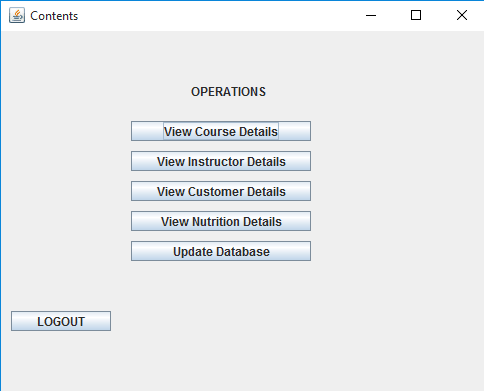 Contents
OPERATIONS
View Course Details
View Instructor Details
View Customer Details
View Nutrition Details
Update Database
LOGOUT